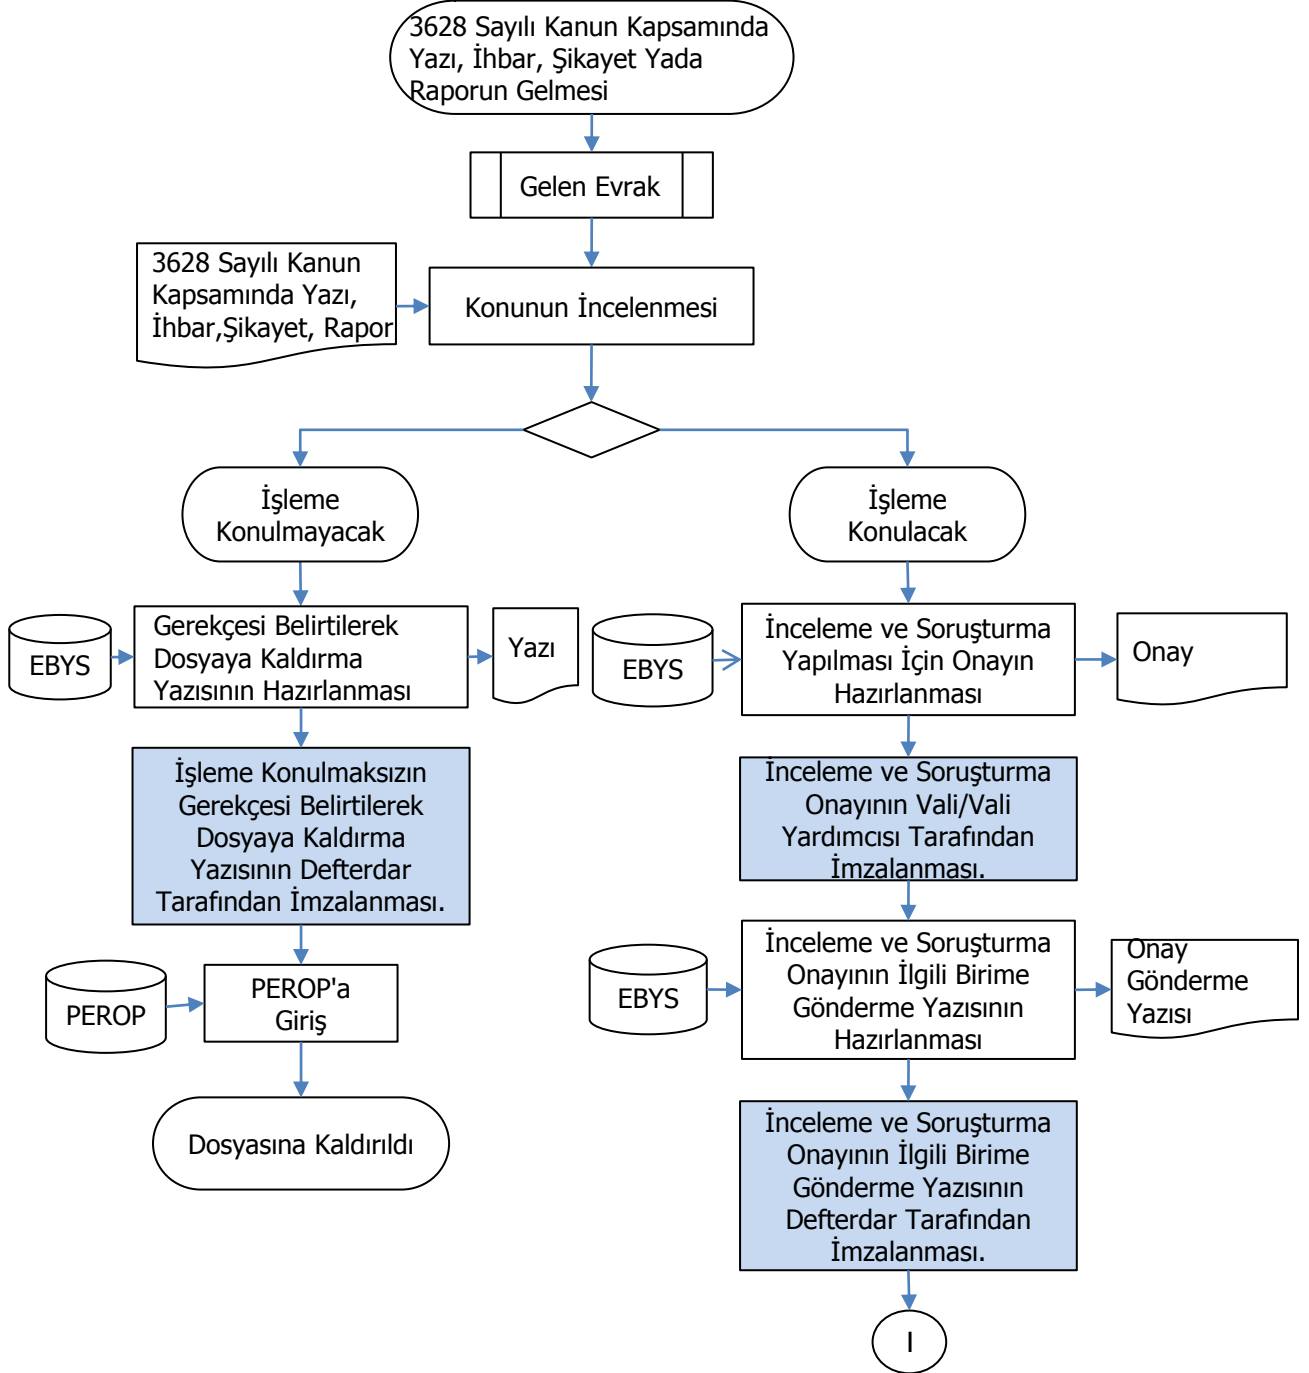 3628 Sayılı Kanun Kapsamında
Yazı, İhbar, Şikayet Yada
Raporun Gelmesi
Gelen Evrak
3628 Sayılı Kanun
Kapsamında Yazı,
İhbar,Şikayet, Rapor
Konunun İncelenmesi
İşleme
Konulmayacak
İşleme
Konulacak
EBYS
Gerekçesi Belirtilerek
Dosyaya Kaldırma
Yazısının Hazırlanması
Yazı
EBYS
İnceleme ve Soruşturma
Yapılması İçin Onayın
Hazırlanması
Onay
İşleme Konulmaksızın
Gerekçesi Belirtilerek
Dosyaya Kaldırma
Yazısının Defterdar
Tarafından İmzalanması.
İnceleme ve Soruşturma
Onayının Vali/Vali
Yardımcısı Tarafından
İmzalanması.
PEROP
PEROP'a
Giriş
EBYS
İnceleme ve Soruşturma
Onayının İlgili Birime
Gönderme Yazısının
Hazırlanması
Onay
Gönderme
Yazısı
Dosyasına Kaldırıldı
İnceleme ve Soruşturma
Onayının İlgili Birime
Gönderme Yazısının
Defterdar Tarafından
İmzalanması.
I